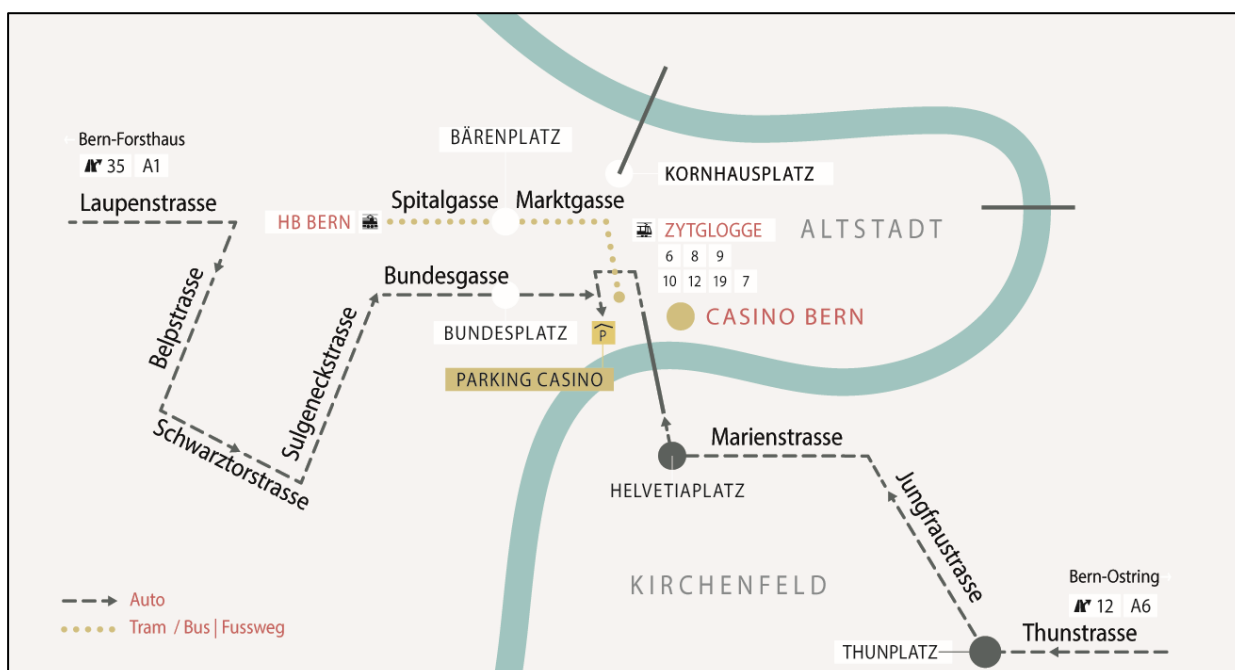 Bern-Forsthaus
35 A1
Laupenstrasse
Belpstrasse
Schwarztorstrasse
Sulgeneckstrasse
Bundesgasse
BUNDESPLATZ
BÄRENPLATZ
HB BERN
Spitalgasse Marktgasse
KORNHAUSPLATZ
ZYTGLOGGE
6 8 9
10 12 19 7
ALTSTADT
CASINO BERN
P
PARKING CASINO
Marienstrasse
HELVETIAPLATZ
Jungfraustrasse
KIRCHENFELD
Bern-Ostring
12 A6
Thunstrasse
THUNPLATZ
Auto
Tram / Bus | Fussweg